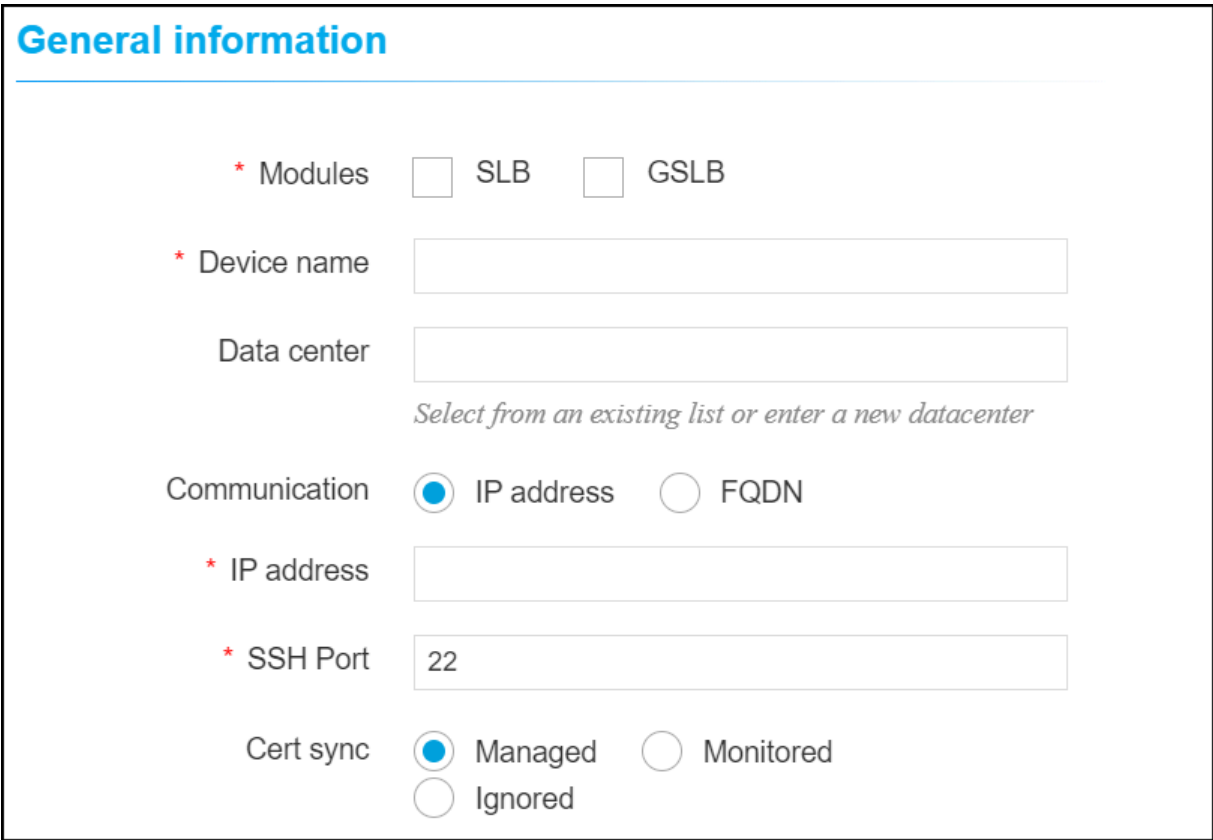 General information
* Modules SLB GSLB
* Device name
Data center
Select from an existing list or enter a new datacenter
Communication IP address FQDN
* IP address
* SSH Port 22
Cert sync Managed Monitored
Ignored